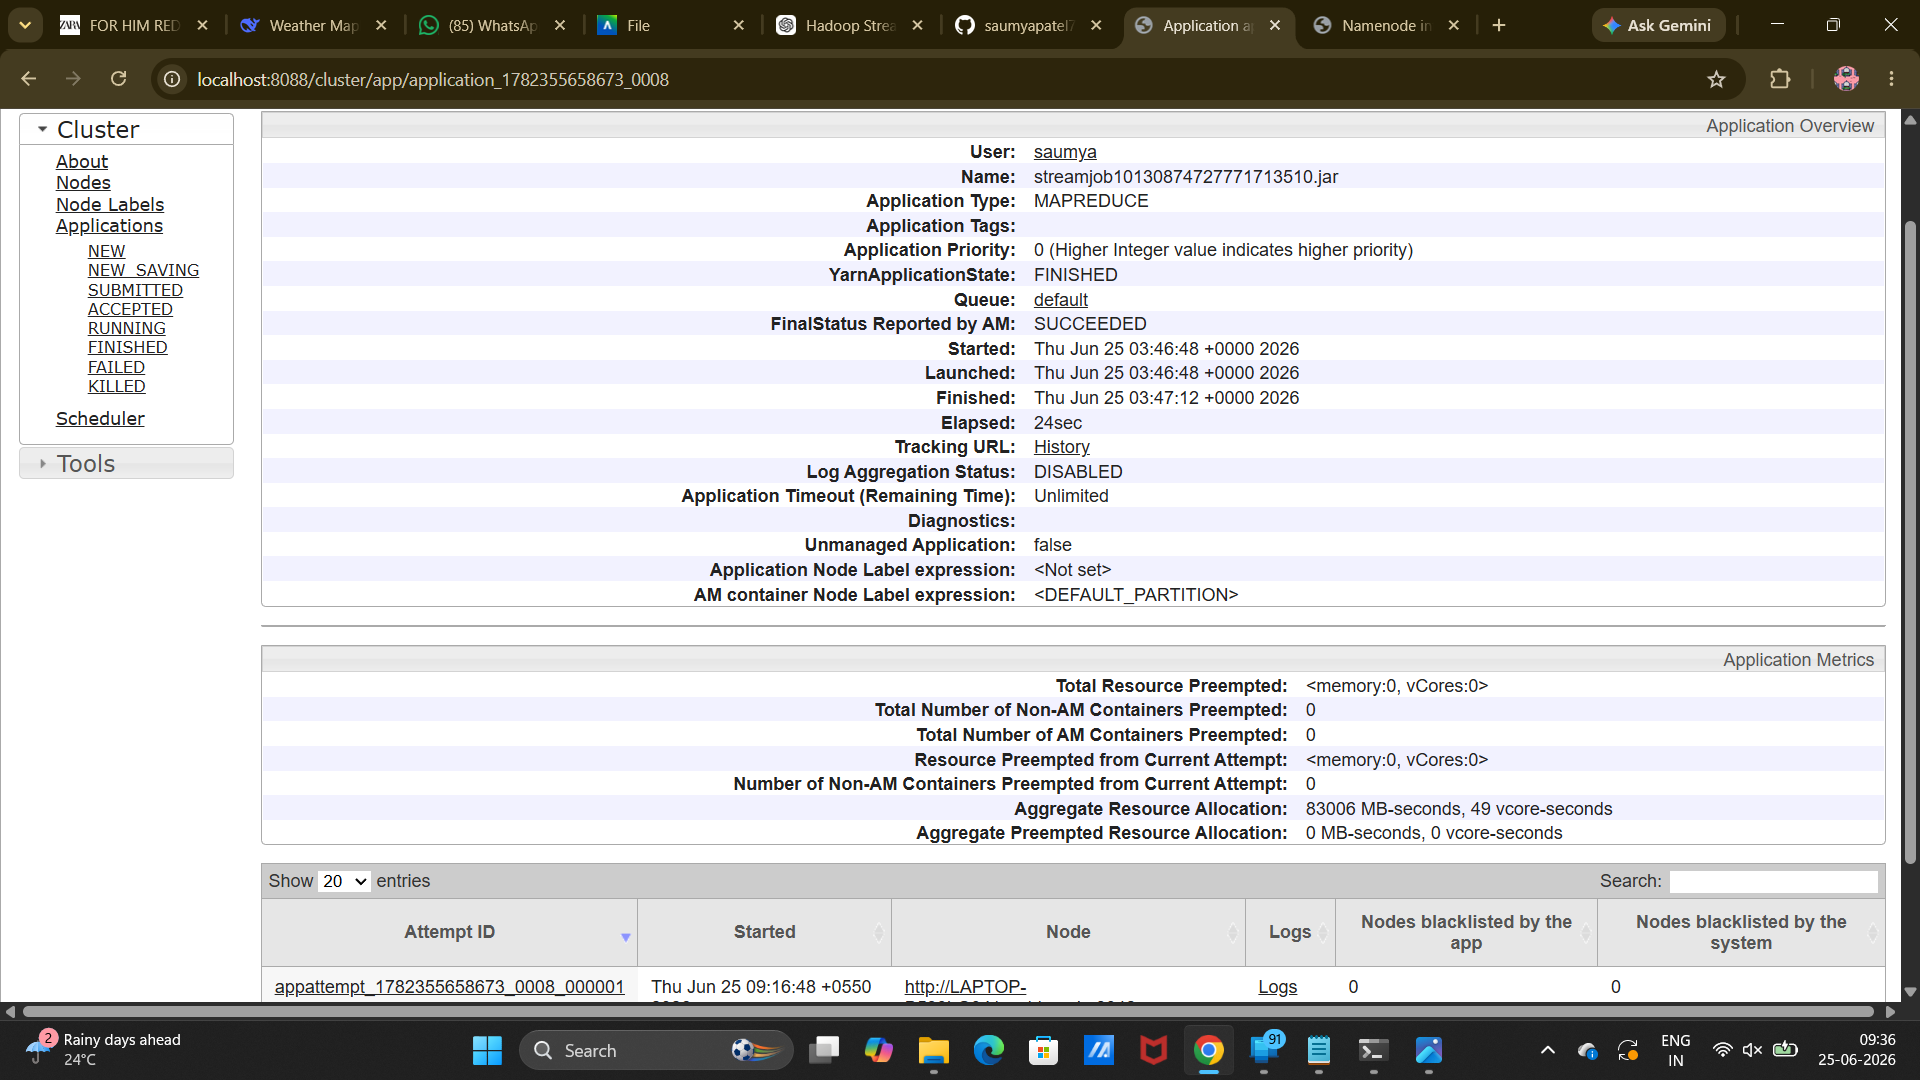 FOR HIM RED
Weather Map
(85) WhatsAp
File
Hadoop Strea
saumyapatel7
Application a
Namenode in
Ask Gemini
localhost:8088/cluster/app/application_1782355658673_0008
Cluster
About
Nodes
Node Labels
Applications
NEW
NEW_SAVING
SUBMITTED
ACCEPTED
RUNNING
FINISHED
FAILED
KILLED
Scheduler
Tools
Application Overview
User: saumya
Name: streamjob10130874727771713510.jar
Application Type: MAPREDUCE
Application Tags:
Application Priority: 0 (Higher Integer value indicates higher priority)
YarnApplicationState: FINISHED
Queue: default
FinalStatus Reported by AM: SUCCEEDED
Started: Thu Jun 25 03:46:48 +0000 2026
Launched: Thu Jun 25 03:46:48 +0000 2026
Finished: Thu Jun 25 03:47:12 +0000 2026
Elapsed: 24sec
Tracking URL: History
Log Aggregation Status: DISABLED
Application Timeout (Remaining Time): Unlimited
Diagnostics:
Unmanaged Application: false
Application Node Label expression: <Not set>
AM container Node Label expression: <DEFAULT_PARTITION>
Application Metrics
Total Resource Preempted: <memory:0, vCores:0>
Total Number of Non-AM Containers Preempted: 0
Total Number of AM Containers Preempted: 0
Resource Preempted from Current Attempt: <memory:0, vCores:0>
Number of Non-AM Containers Preempted from Current Attempt: 0
Aggregate Resource Allocation: 83006 MB-seconds, 49 vcore-seconds
Aggregate Preempted Resource Allocation: 0 MB-seconds, 0 vcore-seconds
Show 20 entries
Search:
Attempt ID Started Node Logs Nodes blacklisted by the app Nodes blacklisted by the system
appattempt_1782355658673_0008_000001 Thu Jun 25 09:16:48 +0550 http://LAPTOP- Logs 0 0
2
Rainy days ahead
24°C
Search
91
ENG
IN
09:36
25-06-2026